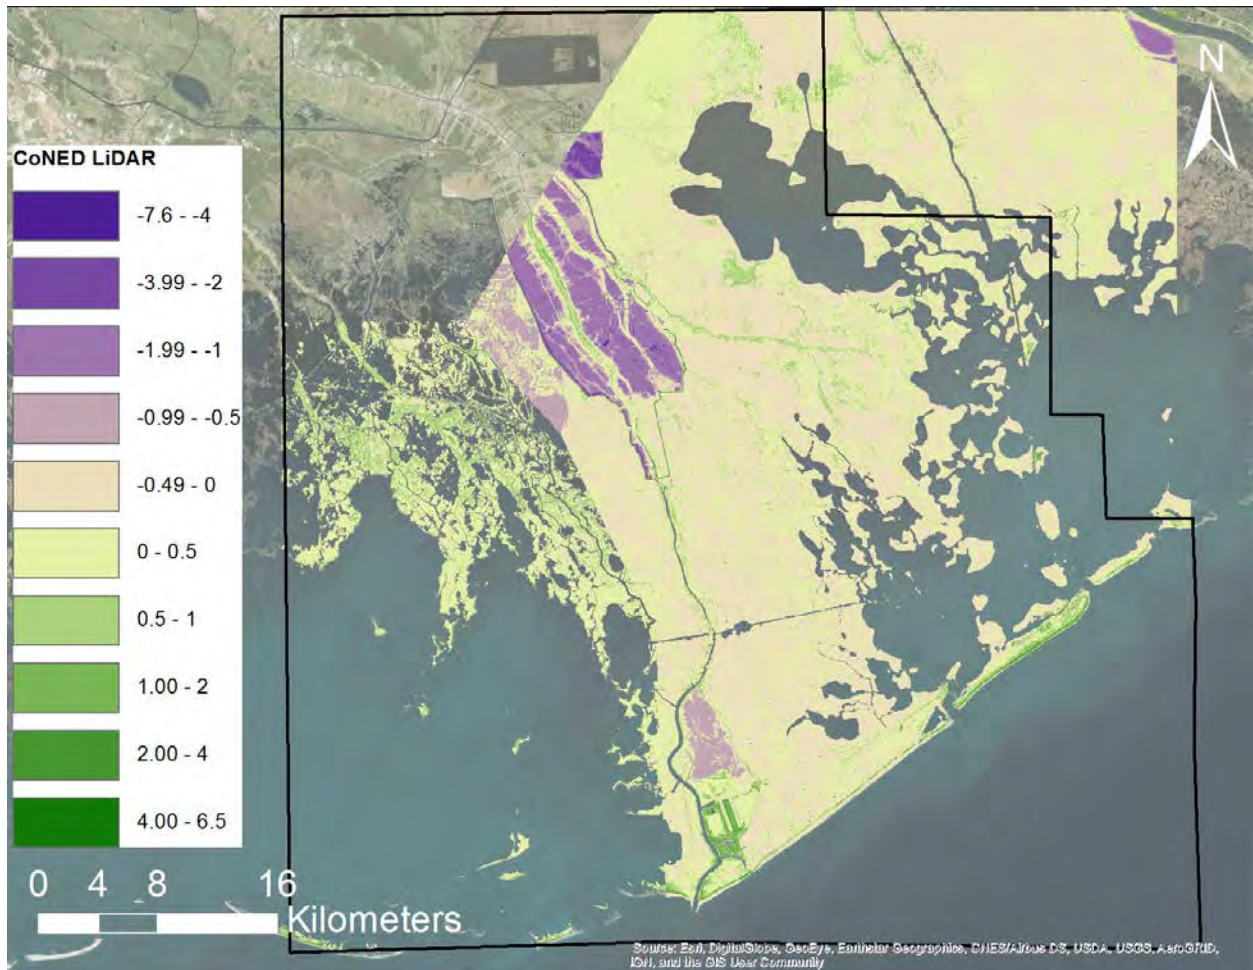 N
CoNED LiDAR
-7.6 - -4
-3.99 - -2
-1.99 - -1
-0.99 - -0.5
-0.49 - 0
0 - 0.5
0.5 - 1
1.00 - 2
2.00 - 4
4.00 - 6.5
0 4 8 16
Kilometers
Source: Esri, DigitalGlobe, GeoEye, Earthstar Geographics, CNES/Airbus DS, USDA, USGS, AeroGRID,
IGN, and the GIS User Community